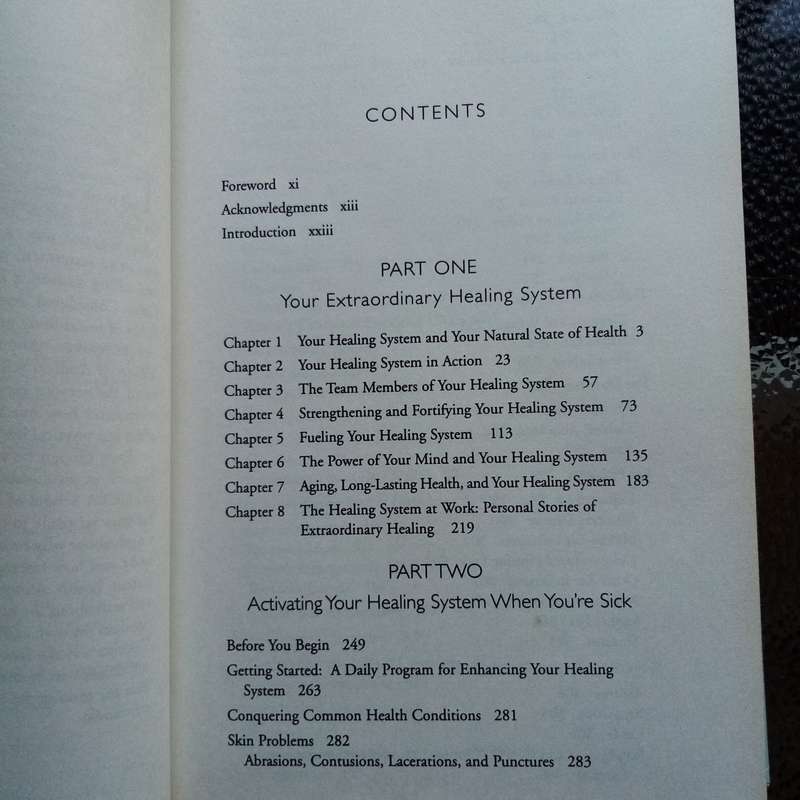 CONTENTS
Foreword xi
Acknowledgments xiii
Introduction xxiii
PART ONE
Your Extraordinary Healing System
Chapter 1 Your Healing System and Your Natural State of Health 3
Chapter 2 Your Healing System in Action 23
Chapter 3 The Team Members of Your Healing System 57
Chapter 4 Strengthening and Fortifying Your Healing System 73
Chapter 5 Fueling Your Healing System 113
Chapter 6 The Power of Your Mind and Your Healing System 135
Chapter 7 Aging, Long-Lasting Health, and Your Healing System 183
Chapter 8 The Healing System at Work: Personal Stories of
Extraordinary Healing 219
PART TWO
Activating Your Healing System When You're Sick
Before You Begin 249
Getting Started: A Daily Program for Enhancing Your Healing
System 263
Conquering Common Health Conditions 281
Skin Problems 282
Abrasions, Contusions, Lacerations, and Punctures 283